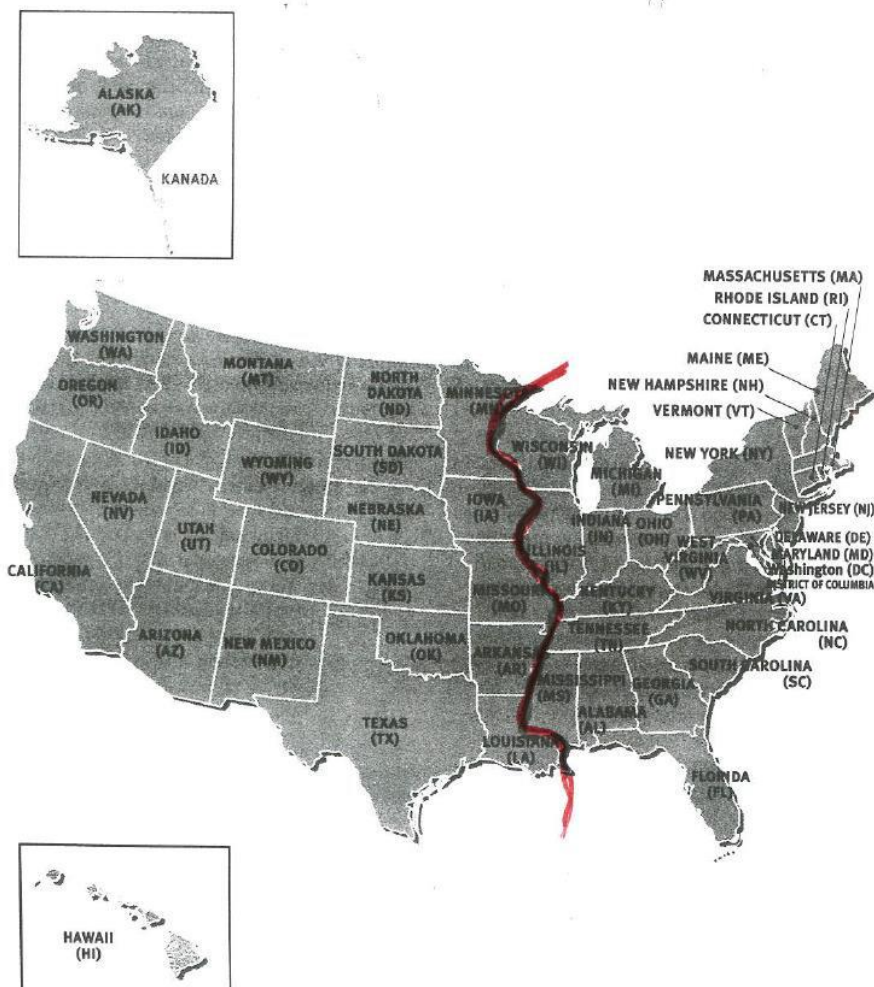 ALASKA
(AK)
KANADA
MASSACHUSETTS (MA)
RHODE ISLAND (RI)
CONNECTICUT (CT)
MAINE (ME)
NEW HAMPSHIRE (NH)
VERMONT (VT)
WASHINGTON
(WA)
OREGON
(OR)
IDAHO
(ID)
MONTANA
(MT)
NORTH
DAKOTA
(ND)
MINNESOTA
(MN)
WYOMING
(WY)
SOUTH DAKOTA
(SD)
WISCONSIN
(WI)
MICHIGAN
(MI)
NEW YORK (NY)
NEVADA
(NV)
UTAH
(UT)
COLORADO
(CO)
NEBRASKA
(NE)
IOWA
(IA)
ILLINOIS
(IL)
INDIANA
(IN)
OHIO
(OH)
PENNSYLVANIA
(PA)
NEW JERSEY (NJ)
DELAWARE (DE)
MARYLAND (MD)
Washington (DC)
DISTRICT OF COLUMBIA
WEST
VIRGINIA
(WV)
VIRGINIA (VA)
CALIFORNIA
(CA)
KANSAS
(KS)
MISSOURI
(MO)
KENTUCKY
(KY)
ARIZONA
(AZ)
NEW MEXICO
(NM)
OKLAHOMA
(OK)
ARKANSAS
(AR)
TENNESSEE
(TN)
NORTH CAROLINA
(NC)
SOUTH CAROLINA
(SC)
MISSISSIPPI
(MS)
ALABAMA
(AL)
GEORGIA
(GA)
TEXAS
(TX)
LOUISIANA
(LA)
FLORIDA
(FL)
HAWAII
(HI)